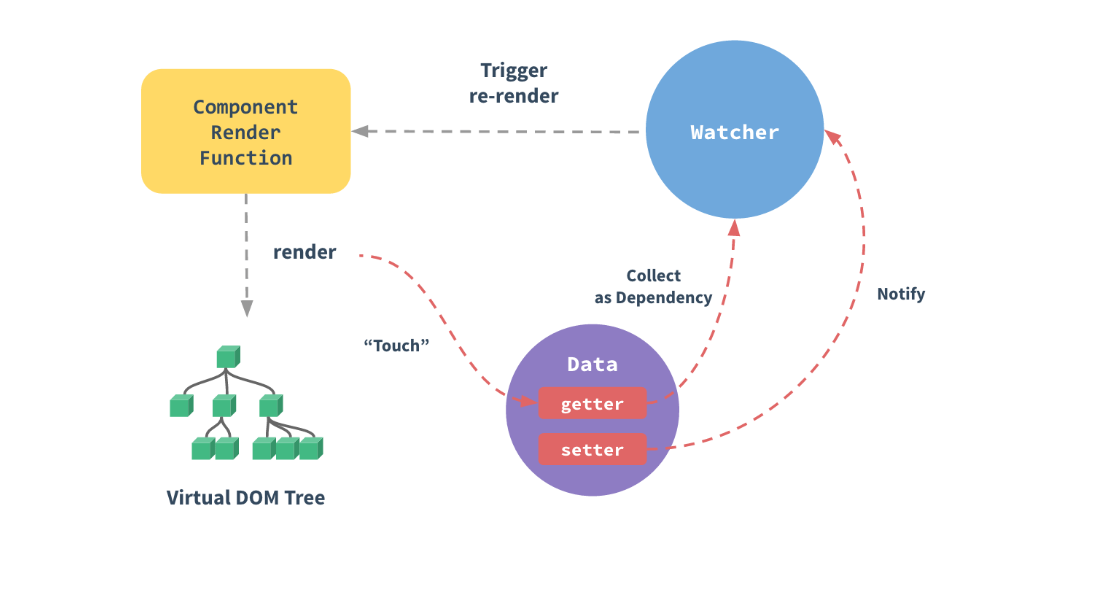 Trigger
re-render
Component
Render
Function
Watcher
render
Collect
as Dependency
Notify
“Touch”
Data
getter
setter
Virtual DOM Tree